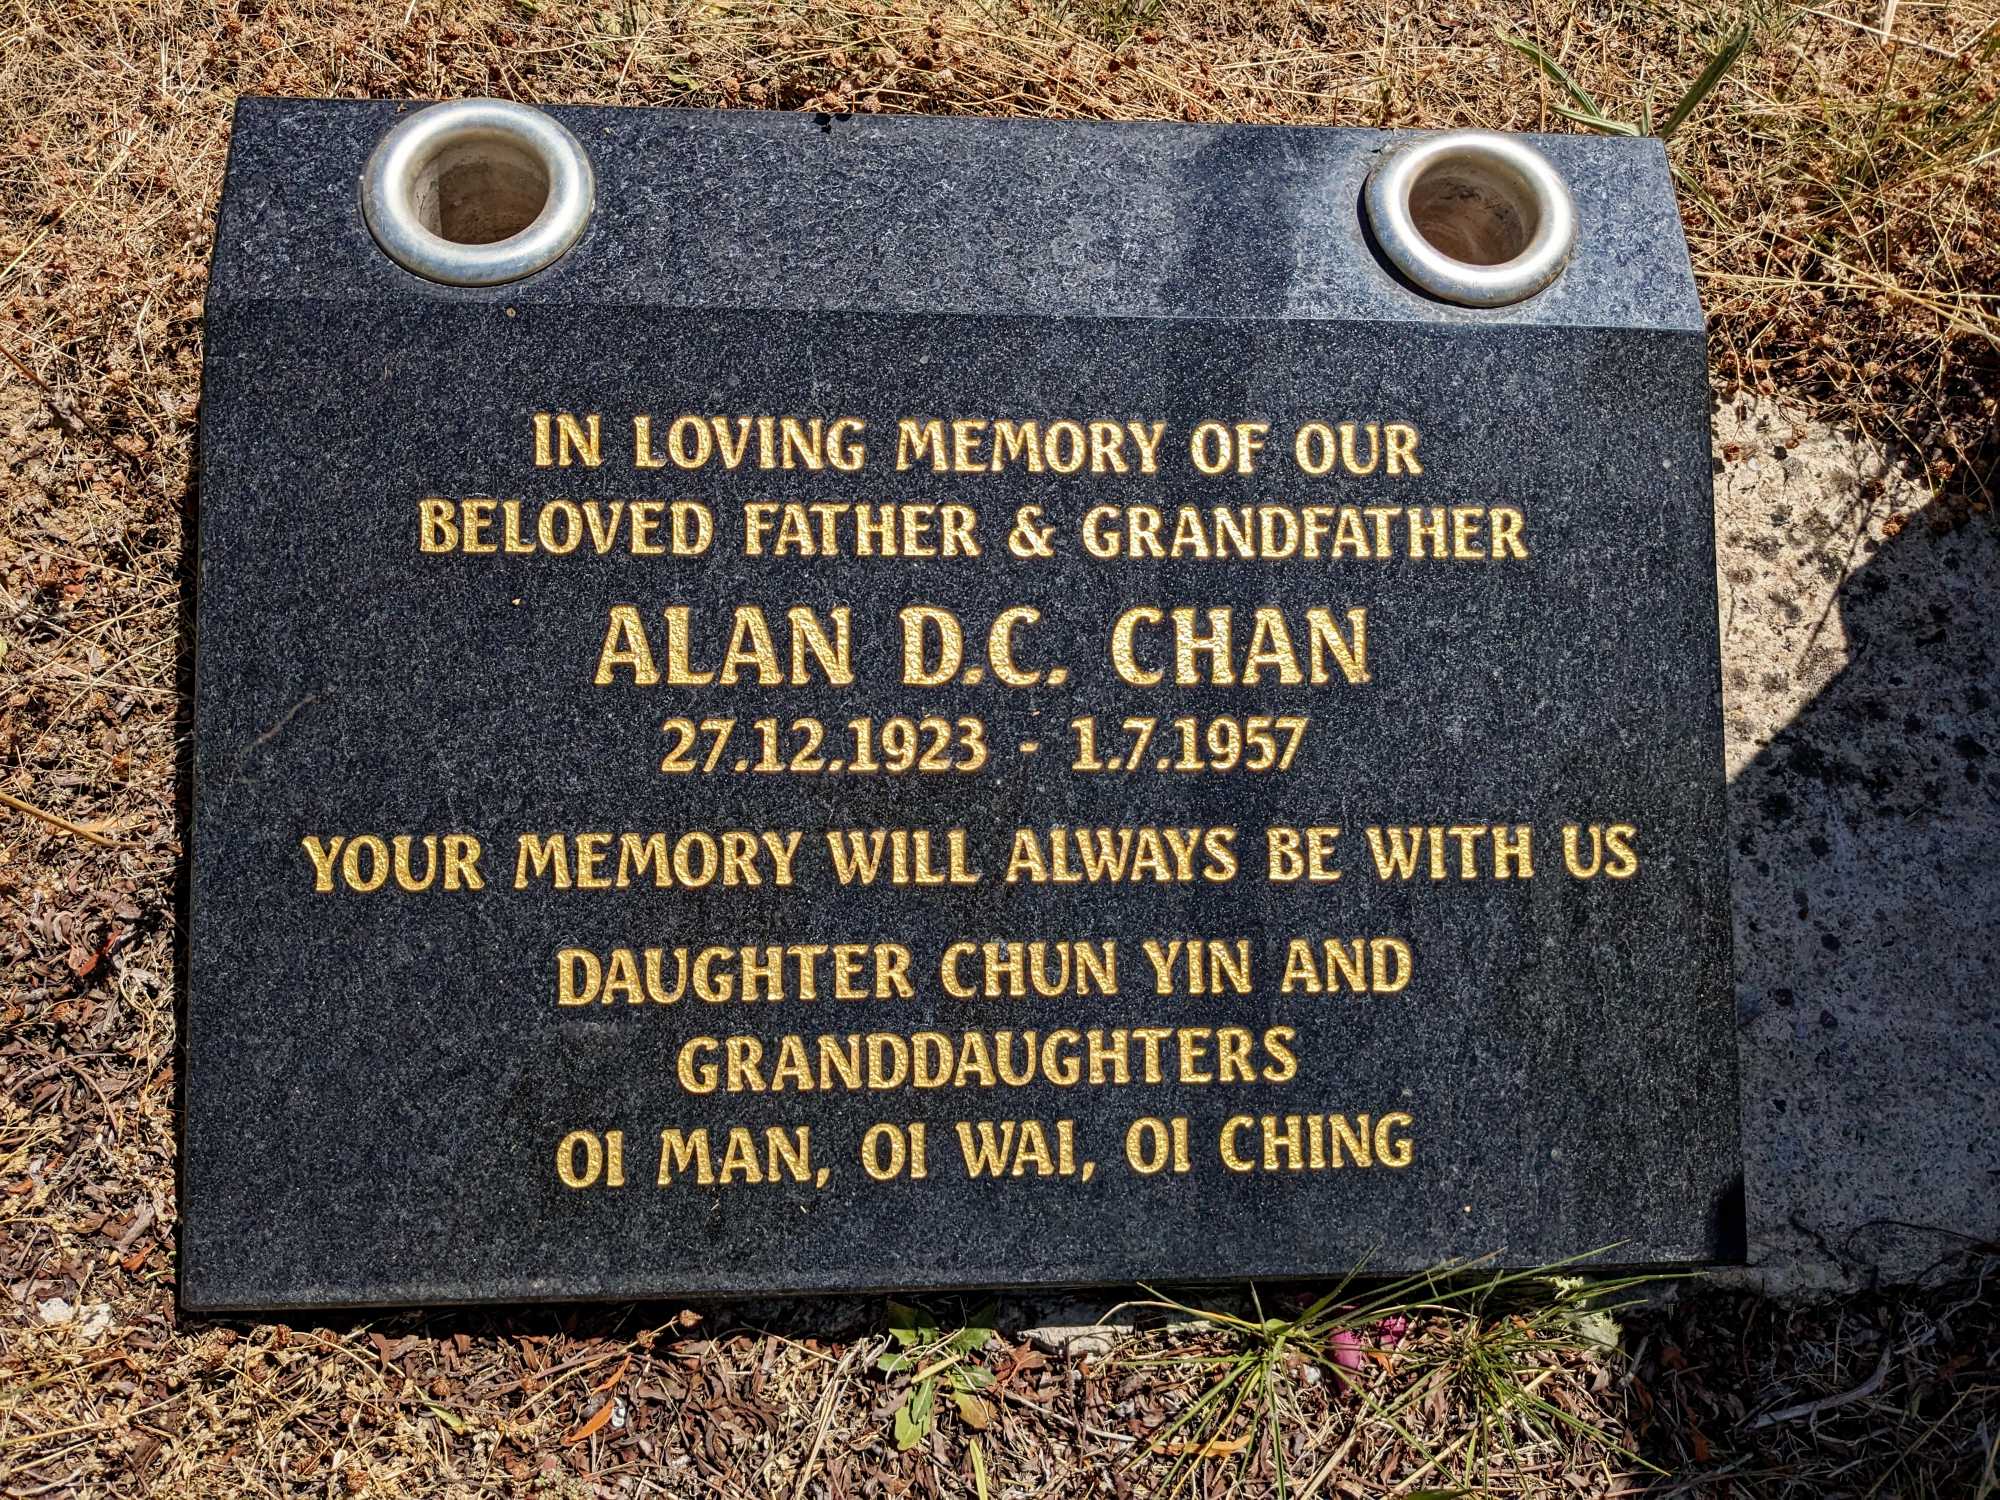 IN LOVING MEMORY OF OUR
BELOVED FATHER & GRANDFATHER
ALAN D.C. CHAN
27.12.1923 - 1.7.1957
YOUR MEMORY WILL ALWAYS BE WITH US
DAUGHTER CHUN YIN AND
GRANDDAUGHTERS
OI MAN, OI WAI, OI CHING